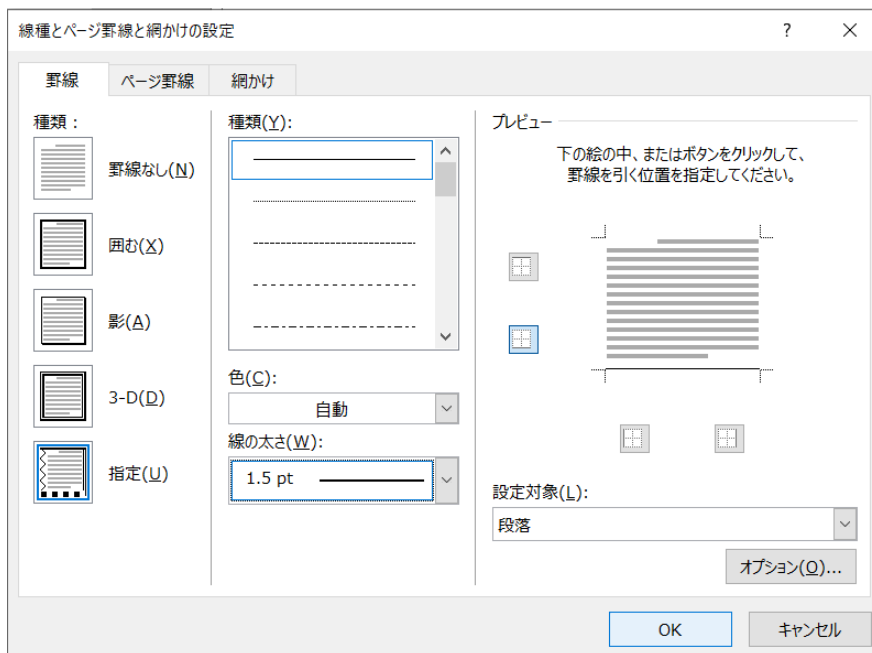 線種とページ罫線と網かけの設定
?
罫線
ページ罫線
網かけ
種類：
罫線なし(N)
囲む(X)
影(A)
3-D(D)
指定(U)
種類(Y):
色(C):
自動
線の太さ(W):
1.5 pt
プレビュー
下の絵の中、またはボタンをクリックして、
罫線を引く位置を指定してください。
設定対象(L):
段落
オプション(O)...
OK
キャンセル